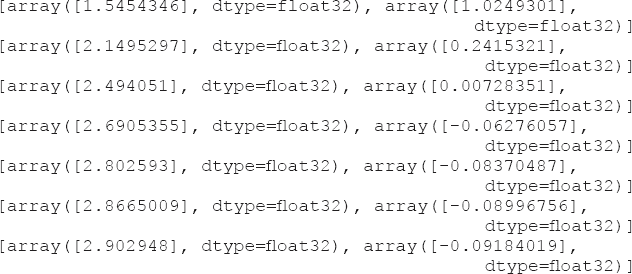 [array([1.5454346], dtype=float32), array([1.0249301],
dtype=float32)]
[array([2.1495297], dtype=float32), array([0.2415321],
dtype=float32)]
[array([2.494051], dtype=float32), array([0.00728351],
dtype=float32)]
[array([2.6905355], dtype=float32), array([-0.06276057],
dtype=float32)]
[array([2.802593], dtype=float32), array([-0.08370487],
dtype=float32)]
[array([2.8665009], dtype=float32), array([-0.08996756],
dtype=float32)]
[array([2.902948], dtype=float32), array([-0.09184019],
dtype=float32)]